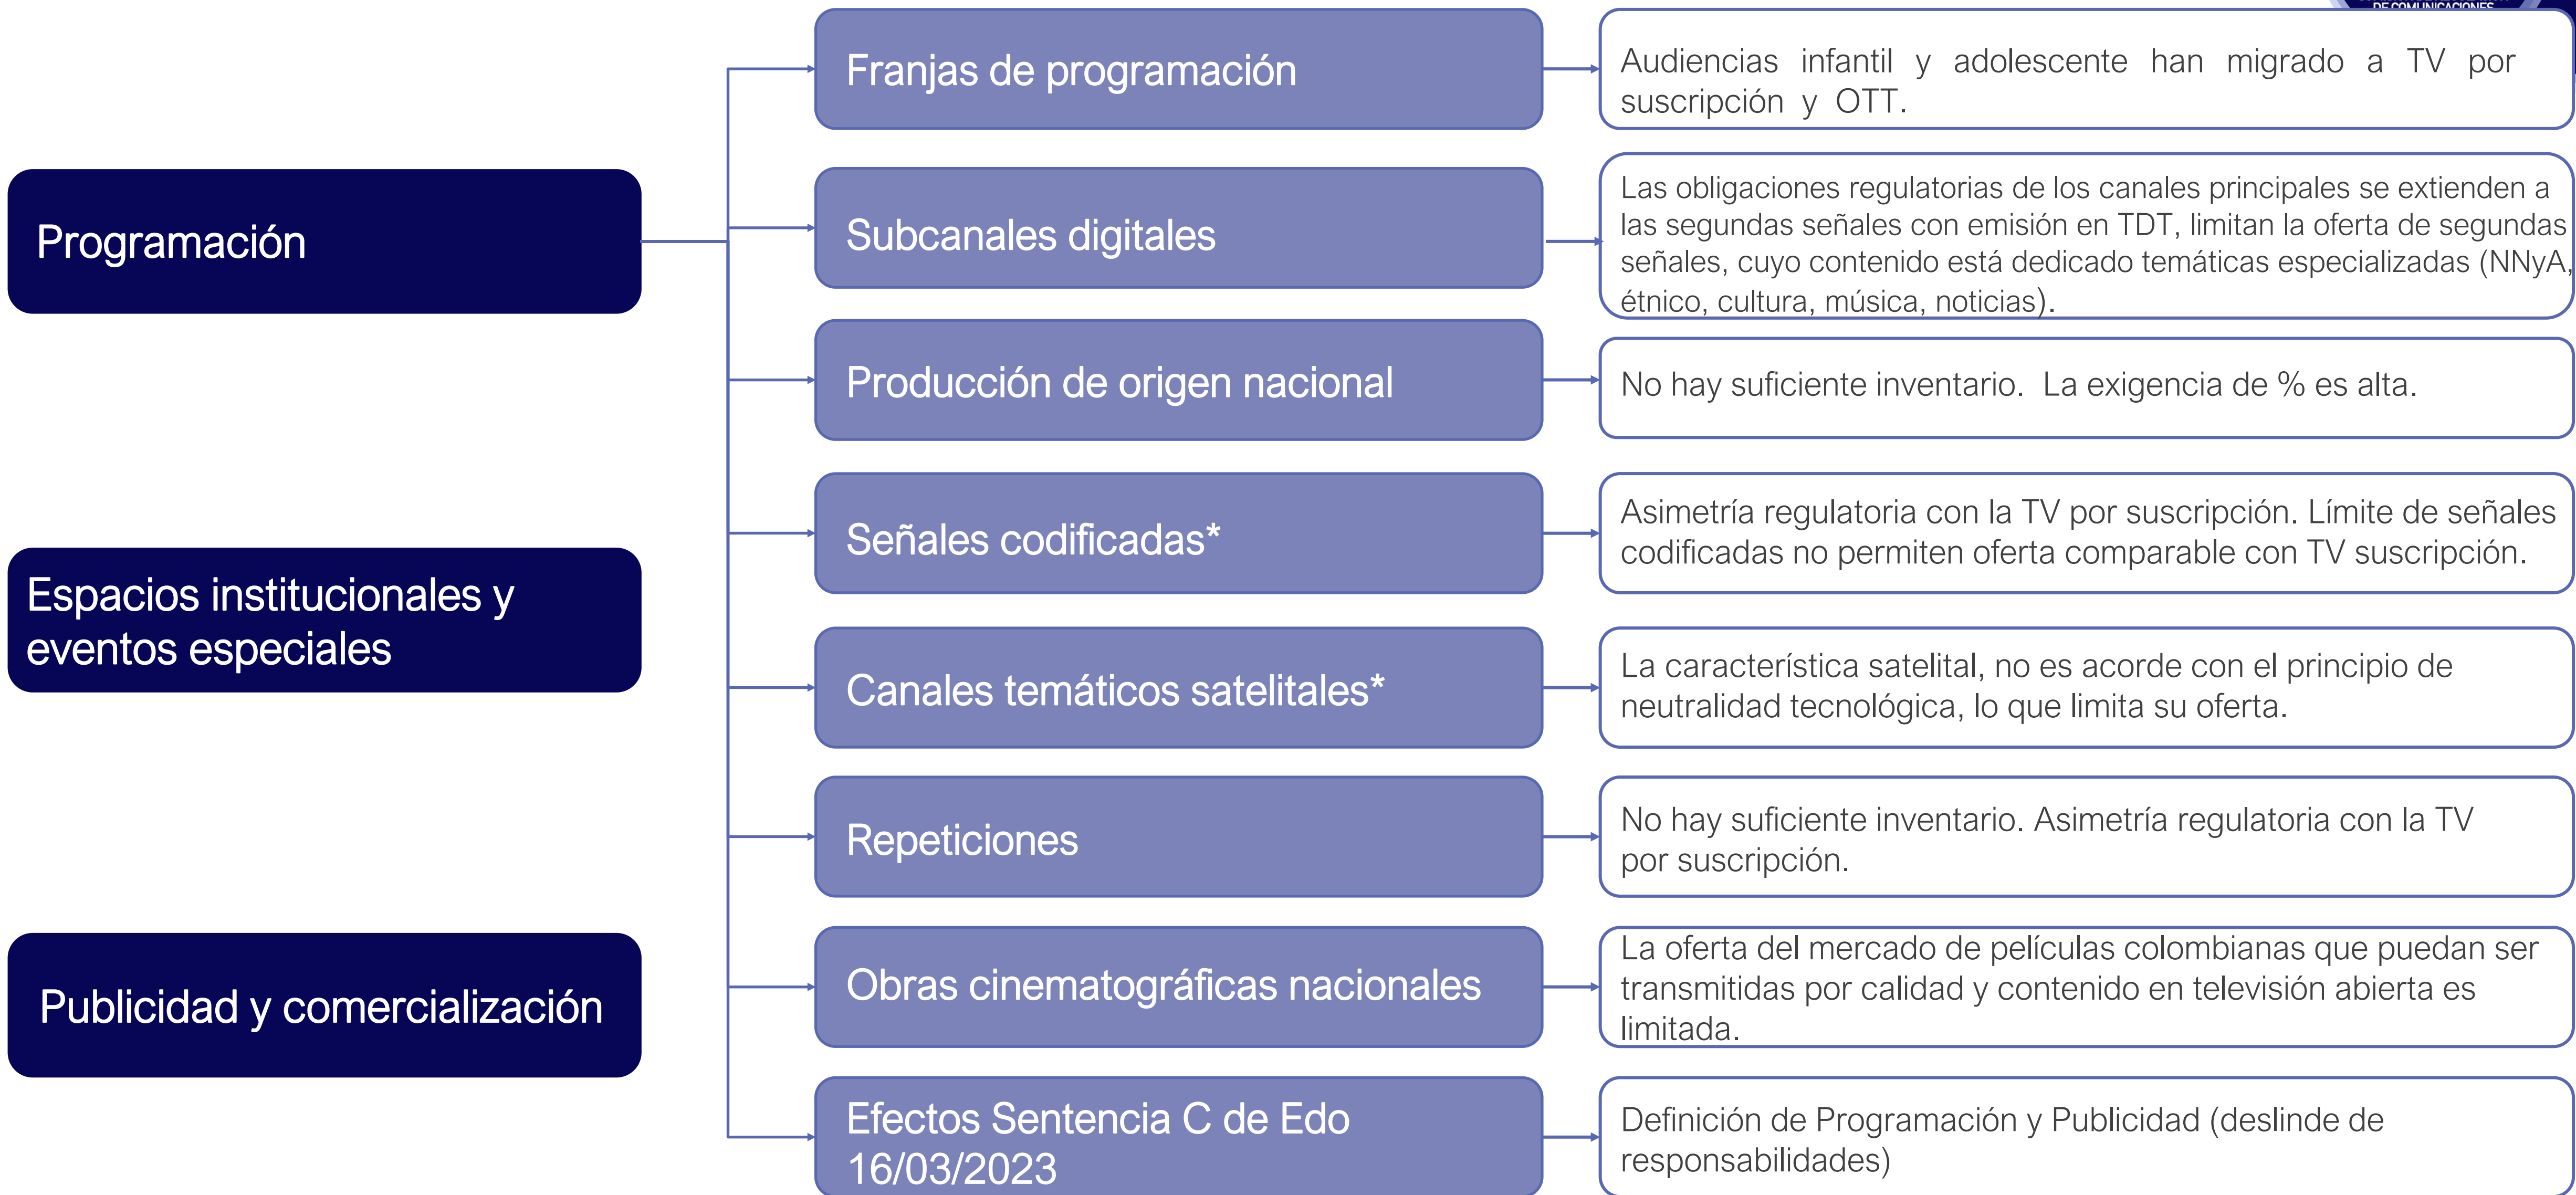 DE COMUNICACIONES
Programación
Espacios institucionales y
eventos especiales
Publicidad y comercialización
Franjas de programación
Audiencias infantil y adolescente han migrado a TV por
suscripción y OTT.
Subcanales digitales
Las obligaciones regulatorias de los canales principales se extienden a
las segundas señales con emisión en TDT, limitan la oferta de segundas
señales, cuyo contenido está dedicado temáticas especializadas (NNyA,
étnico, cultura, música, noticias).
Producción de origen nacional
No hay suficiente inventario. La exigencia de % es alta.
Señales codificadas*
Asimetría regulatoria con la TV por suscripción. Límite de señales
codificadas no permiten oferta comparable con TV suscripción.
Canales temáticos satelitales*
La característica satelital, no es acorde con el principio de
neutralidad tecnológica, lo que limita su oferta.
Repeticiones
No hay suficiente inventario. Asimetría regulatoria con la TV
por suscripción.
Obras cinematográficas nacionales
La oferta del mercado de películas colombianas que puedan ser
transmitidas por calidad y contenido en televisión abierta es
limitada.
Efectos Sentencia C de Edo
16/03/2023
Definición de Programación y Publicidad (deslinde de
responsabilidades)